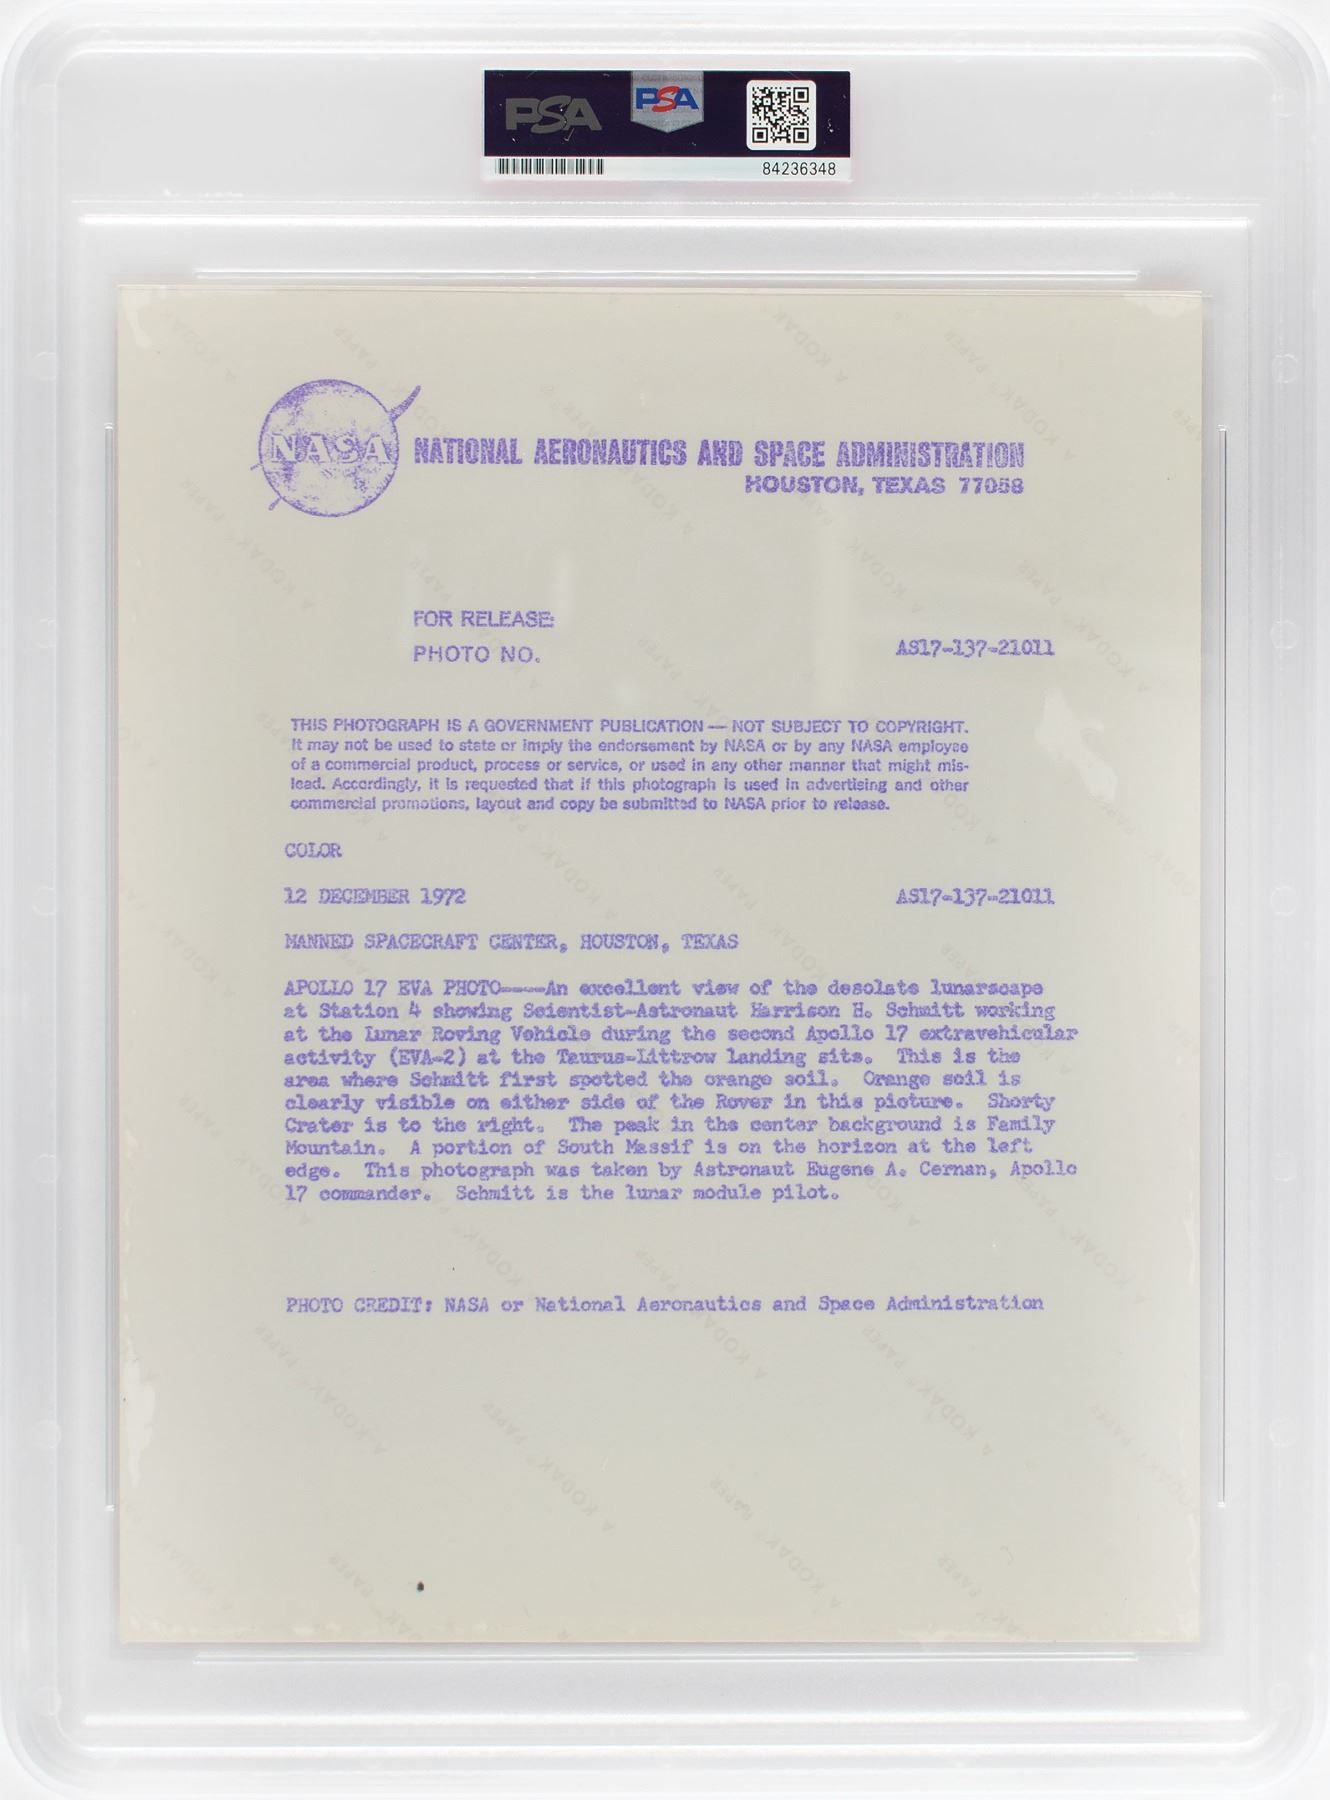 PSA
PSA
84236348
NASA NATIONAL AERONAUTICS AND SPACE ADMINISTRATION
HOUSTON, TEXAS 77058
FOR RELEASE:
PHOTO NO. AS17-137-21011
THIS PHOTOGRAPH IS A GOVERNMENT PUBLICATION — NOT SUBJECT TO COPYRIGHT.
It may not be used to state or imply the endorsement by NASA or by any NASA employee
of a commercial product, process or service, or used in any other manner that might mis-
lead. Accordingly, it is requested that if this photograph is used in advertising and other
commercial promotions, layout and copy be submitted to NASA prior to release.
COLOR
12 DECEMBER 1972 AS17-137-21011
MANNED SPACECRAFT CENTER, HOUSTON, TEXAS
APOLLO 17 EVA PHOTO----An excellent view of the desolate lunarscape
at Station 4 showing Scientist-Astronaut Harrison H. Schmitt working
at the Lunar Roving Vehicle during the second Apollo 17 extravehicular
activity (EVA-2) at the Taurus-Littrow landing site. This is the
area where Schmitt first spotted the orange soil. Orange soil is
clearly visible on either side of the Rover in this picture. Shorty
Crater is to the right. The peak in the center background is Family
Mountain. A portion of South Massif is on the horizon at the left
edge. This photograph was taken by Astronaut Eugene A. Cernan, Apollo
17 commander. Schmitt is the lunar module pilot.
PHOTO CREDIT: NASA or National Aeronautics and Space Administration
A KODAK® PAPER